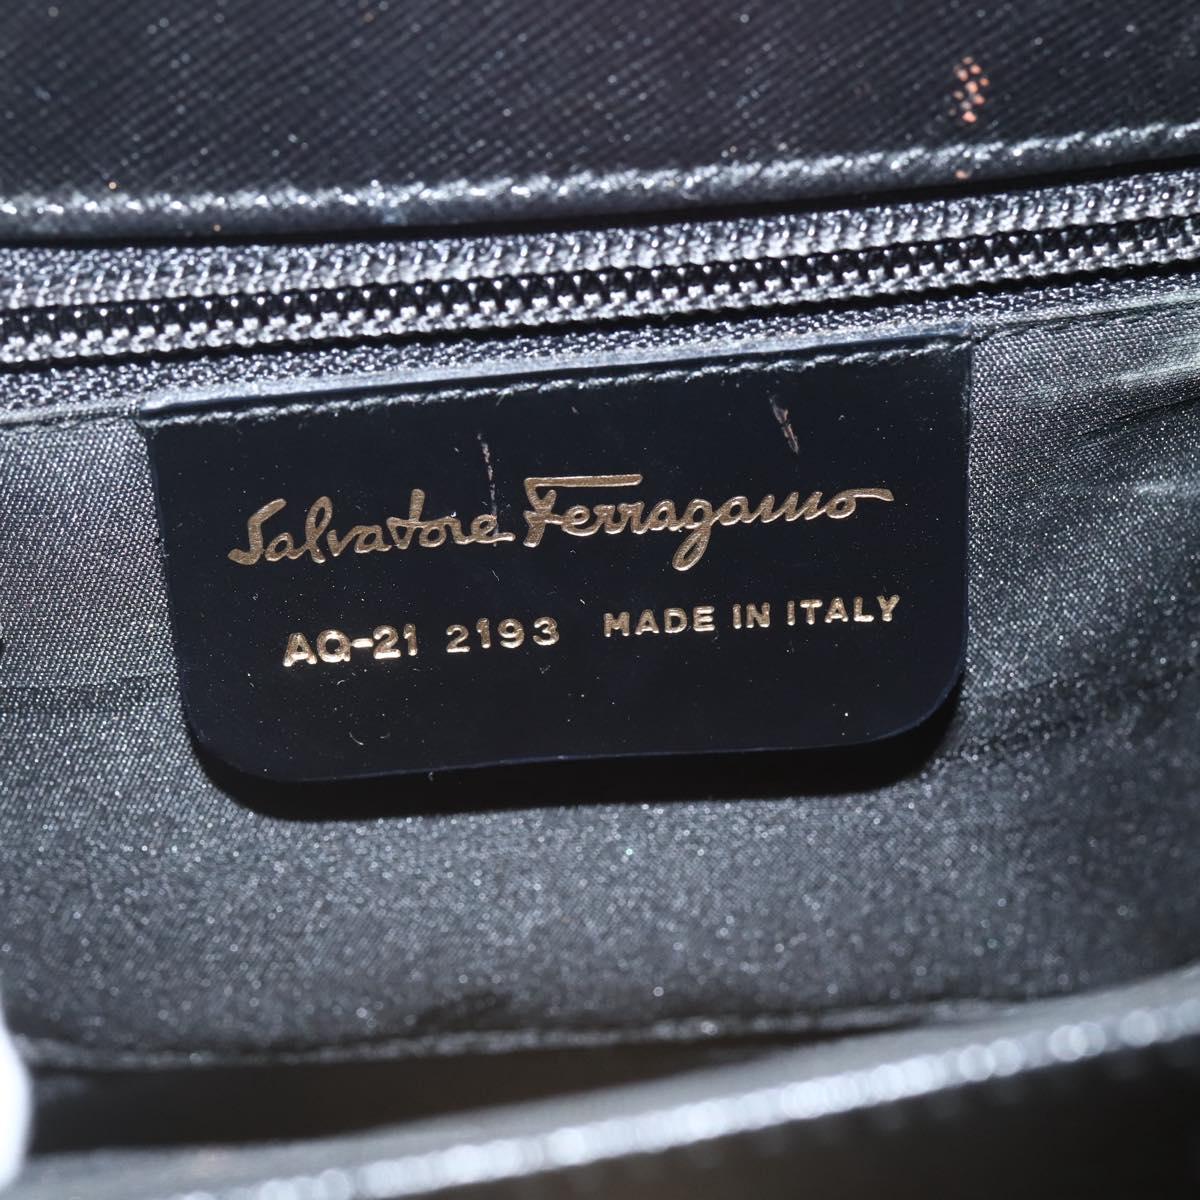 Salvatore Ferragamo
AQ-21 2193 MADE IN ITALY